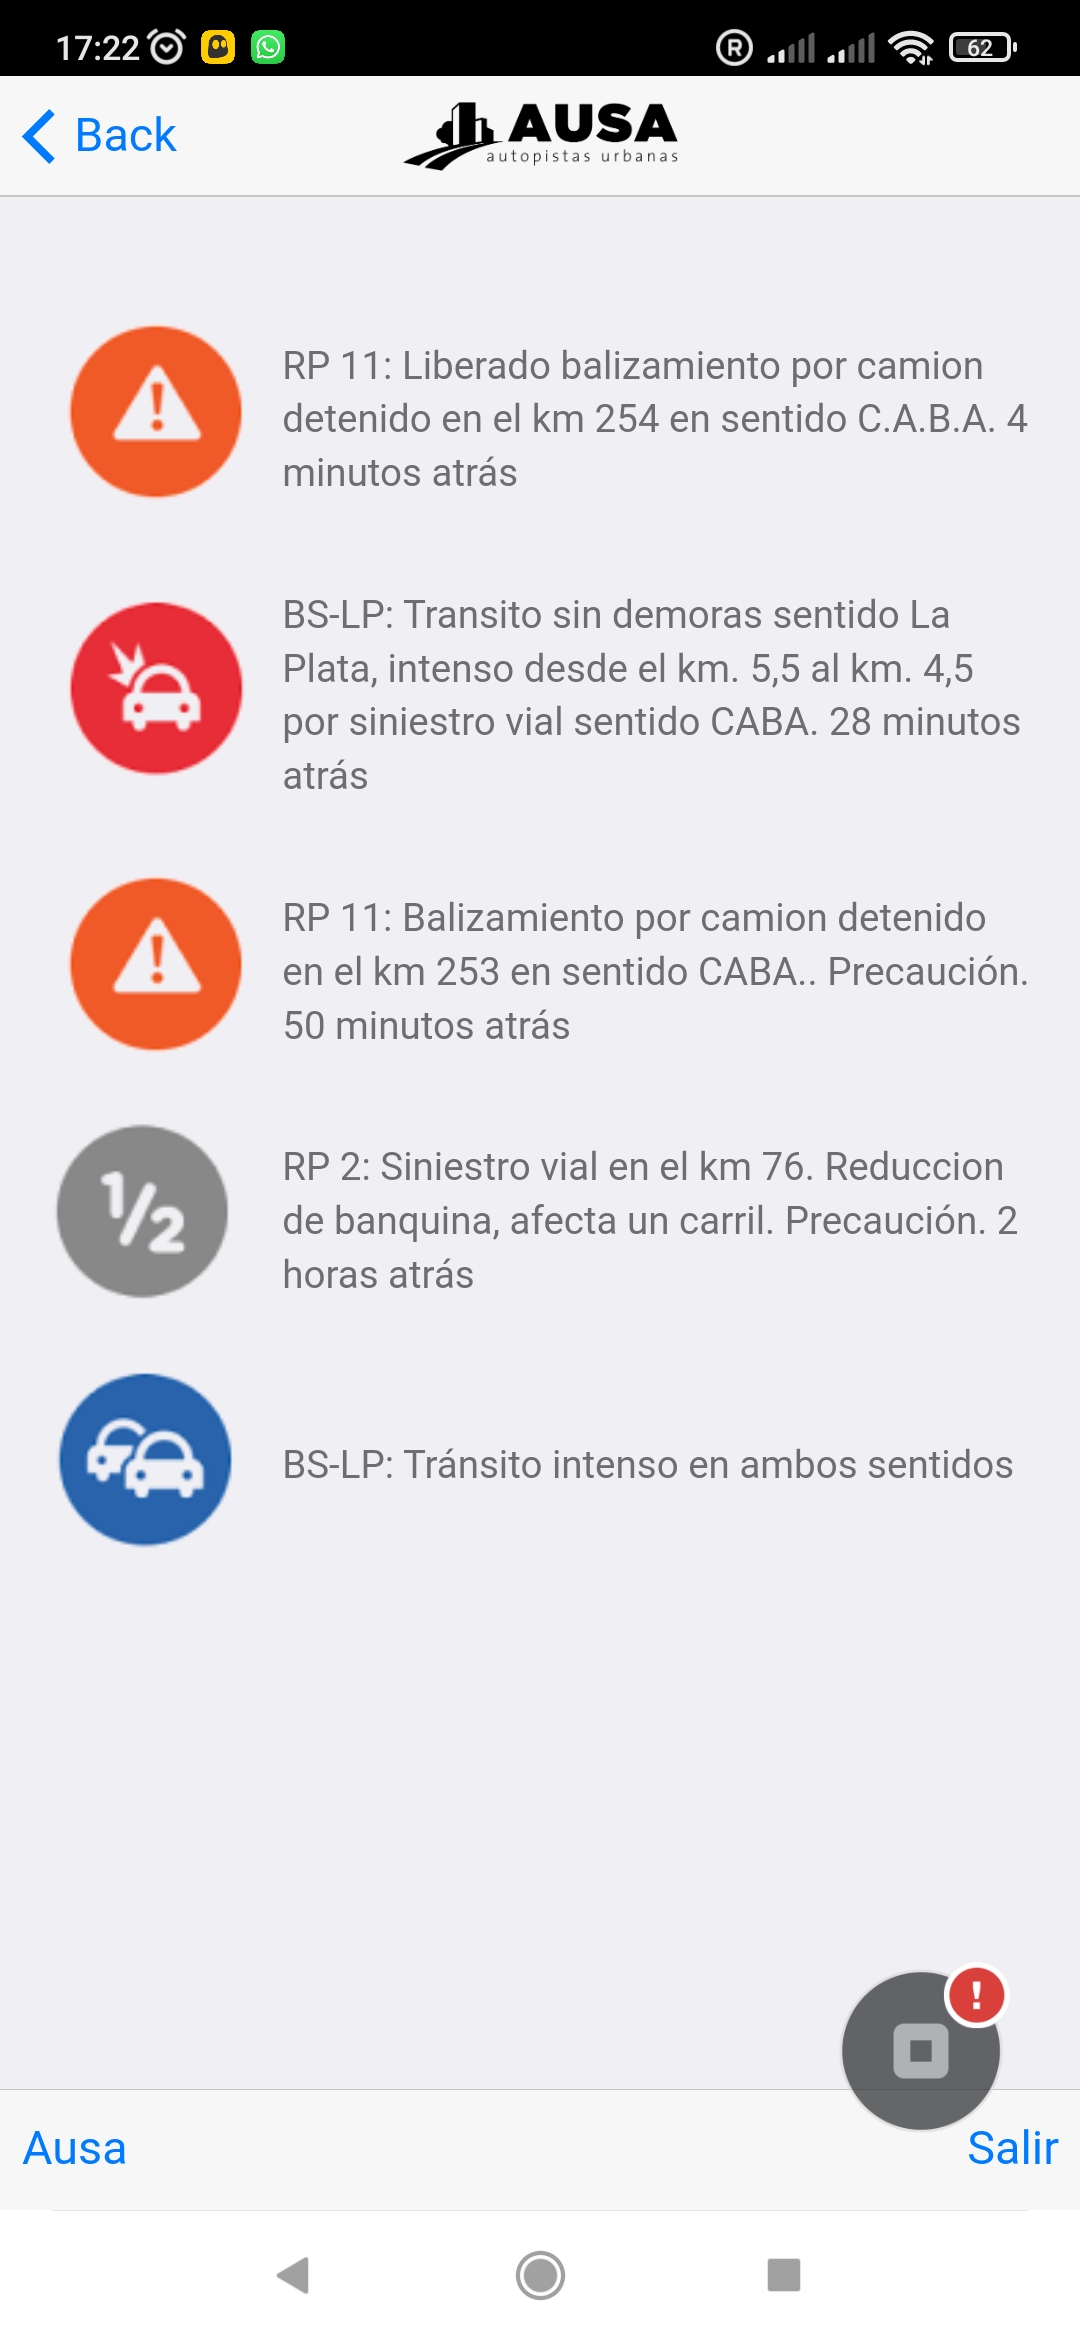 17:22
R
62
Back
AUSA
autopistas urbanas
RP 11: Liberado balizamiento por camion
detenido en el km 254 en sentido C.A.B.A. 4
minutos atrás
BS-LP: Transito sin demoras sentido La
Plata, intenso desde el km. 5,5 al km. 4,5
por siniestro vial sentido CABA. 28 minutos
atrás
RP 11: Balizamiento por camion detenido
en el km 253 en sentido CABA.. Precaución.
50 minutos atrás
1/2
RP 2: Siniestro vial en el km 76. Reduccion
de banquina, afecta un carril. Precaución. 2
horas atrás
BS-LP: Tránsito intenso en ambos sentidos
Ausa
Salir